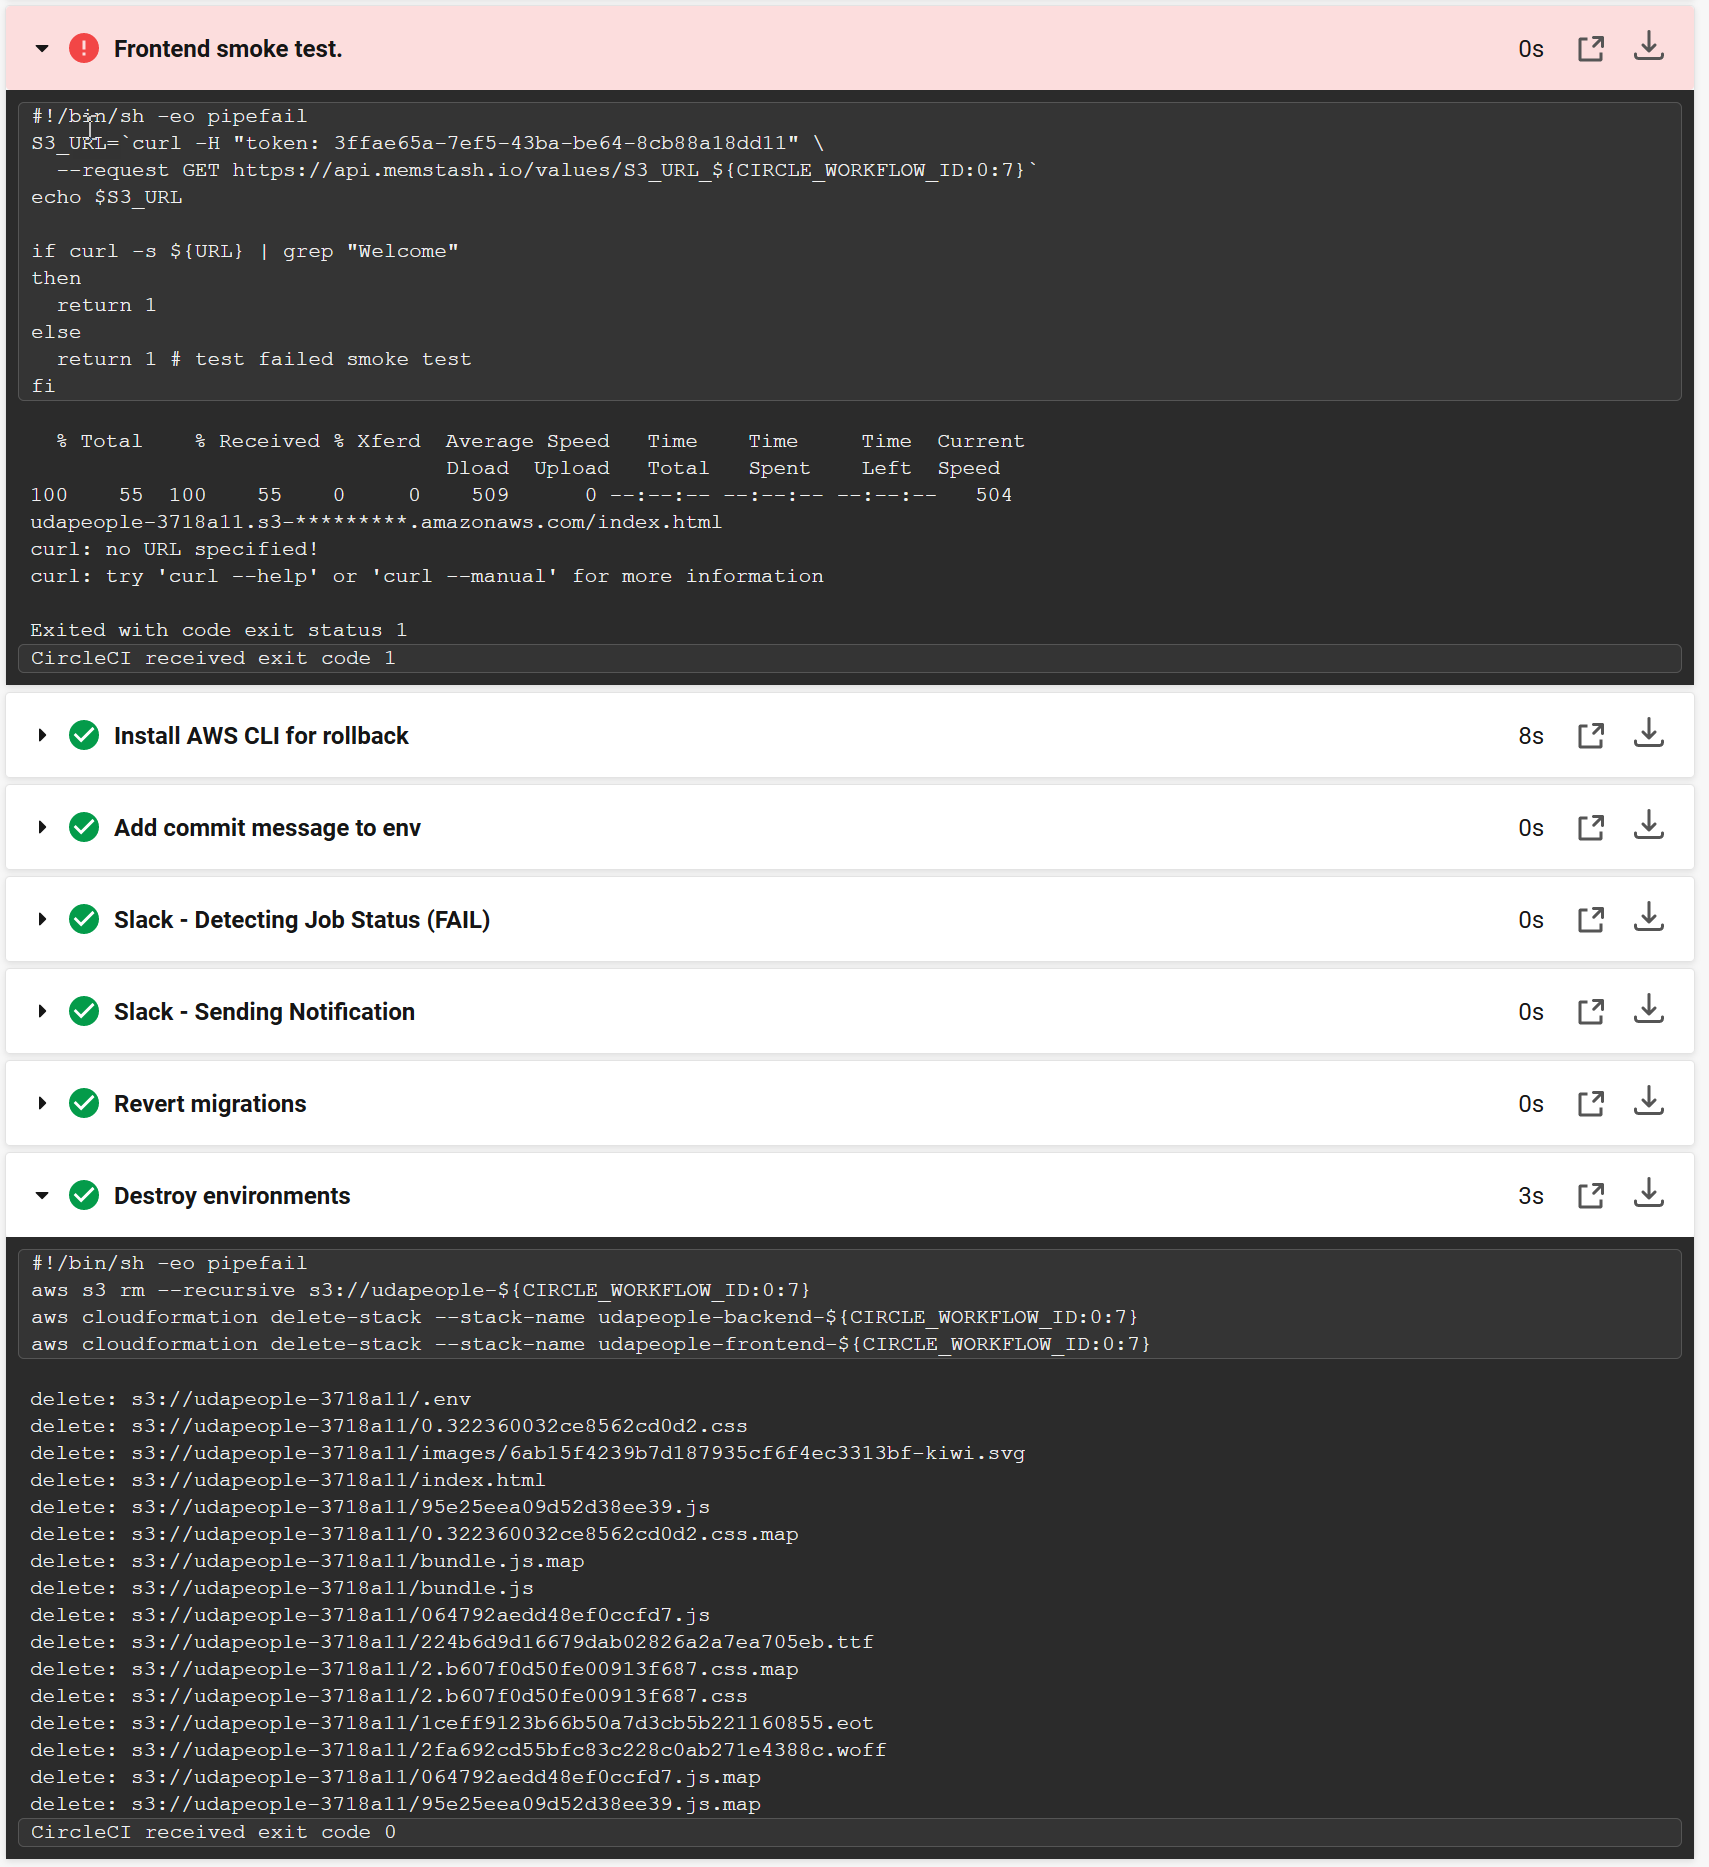 Frontend smoke test.
0s
#!/bin/sh -eo pipefail
S3_URL=`curl -H "token: 3ffae65a-7ef5-43ba-be64-8cb88a18dd11" \
  --request GET https://api.memstash.io/values/S3_URL_${CIRCLE_WORKFLOW_ID:0:7}`
echo $S3_URL
if curl -s ${URL} | grep "Welcome"
then
  return 1
else
  return 1 # test failed smoke test
fi
  % Total    % Received % Xferd  Average Speed   Time    Time     Time  Current
                                 Dload  Upload   Total   Spent    Left  Speed
100    55  100    55    0     0    509      0 --:--:-- --:--:-- --:--:--   504
udapeople-3718a11.s3-*********.amazonaws.com/index.html
curl: no URL specified!
curl: try 'curl --help' or 'curl --manual' for more information
Exited with code exit status 1
CircleCI received exit code 1
Install AWS CLI for rollback
8s
Add commit message to env
0s
Slack - Detecting Job Status (FAIL)
0s
Slack - Sending Notification
0s
Revert migrations
0s
Destroy environments
3s
#!/bin/sh -eo pipefail
aws s3 rm --recursive s3://udapeople-${CIRCLE_WORKFLOW_ID:0:7}
aws cloudformation delete-stack --stack-name udapeople-backend-${CIRCLE_WORKFLOW_ID:0:7}
aws cloudformation delete-stack --stack-name udapeople-frontend-${CIRCLE_WORKFLOW_ID:0:7}
delete: s3://udapeople-3718a11/.env
delete: s3://udapeople-3718a11/0.322360032ce8562cd0d2.css
delete: s3://udapeople-3718a11/images/6ab15f4239b7d187935cf6f4ec3313bf-kiwi.svg
delete: s3://udapeople-3718a11/index.html
delete: s3://udapeople-3718a11/95e25eea09d52d38ee39.js
delete: s3://udapeople-3718a11/0.322360032ce8562cd0d2.css.map
delete: s3://udapeople-3718a11/bundle.js.map
delete: s3://udapeople-3718a11/bundle.js
delete: s3://udapeople-3718a11/064792aedd48ef0ccfd7.js
delete: s3://udapeople-3718a11/224b6d9d16679dab02826a2a7ea705eb.ttf
delete: s3://udapeople-3718a11/2.b607f0d50fe00913f687.css.map
delete: s3://udapeople-3718a11/2.b607f0d50fe00913f687.css
delete: s3://udapeople-3718a11/1ceff9123b66b50a7d3cb5b221160855.eot
delete: s3://udapeople-3718a11/2fa692cd55bfc83c228c0ab271e4388c.woff
delete: s3://udapeople-3718a11/064792aedd48ef0ccfd7.js.map
delete: s3://udapeople-3718a11/95e25eea09d52d38ee39.js.map
CircleCI received exit code 0